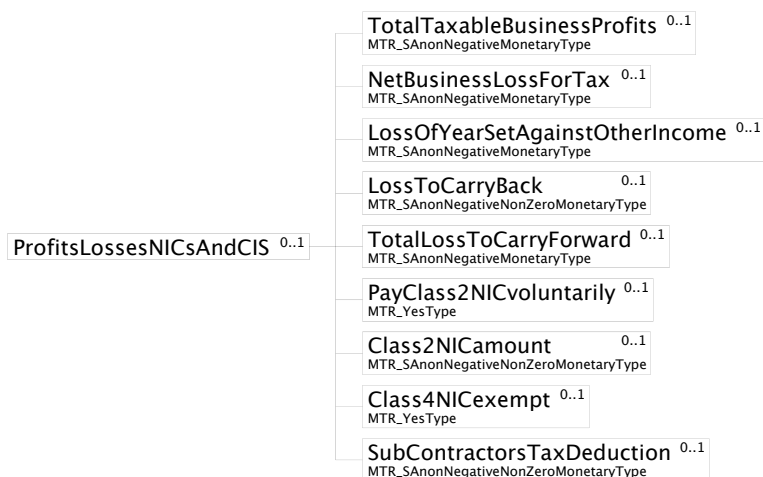 TotalTaxableBusinessProfits 0..1
MTR_SAnonNegativeMonetaryType
NetBusinessLossForTax 0..1
MTR_SAnonNegativeMonetaryType
LossOfYearSetAgainstOtherIncome 0..1
MTR_SAnonNegativeMonetaryType
LossToCarryBack 0..1
MTR_SAnonNegativeNonZeroMonetaryType
ProfitsLossesNICsAndCIS 0..1
TotalLossToCarryForward 0..1
MTR_SAnonNegativeMonetaryType
PayClass2NICvoluntarily 0..1
MTR_YesType
Class2NICamount 0..1
MTR_SAnonNegativeNonZeroMonetaryType
Class4NICexempt 0..1
MTR_YesType
SubContractorsTaxDeduction 0..1
MTR_SAnonNegativeNonZeroMonetaryType